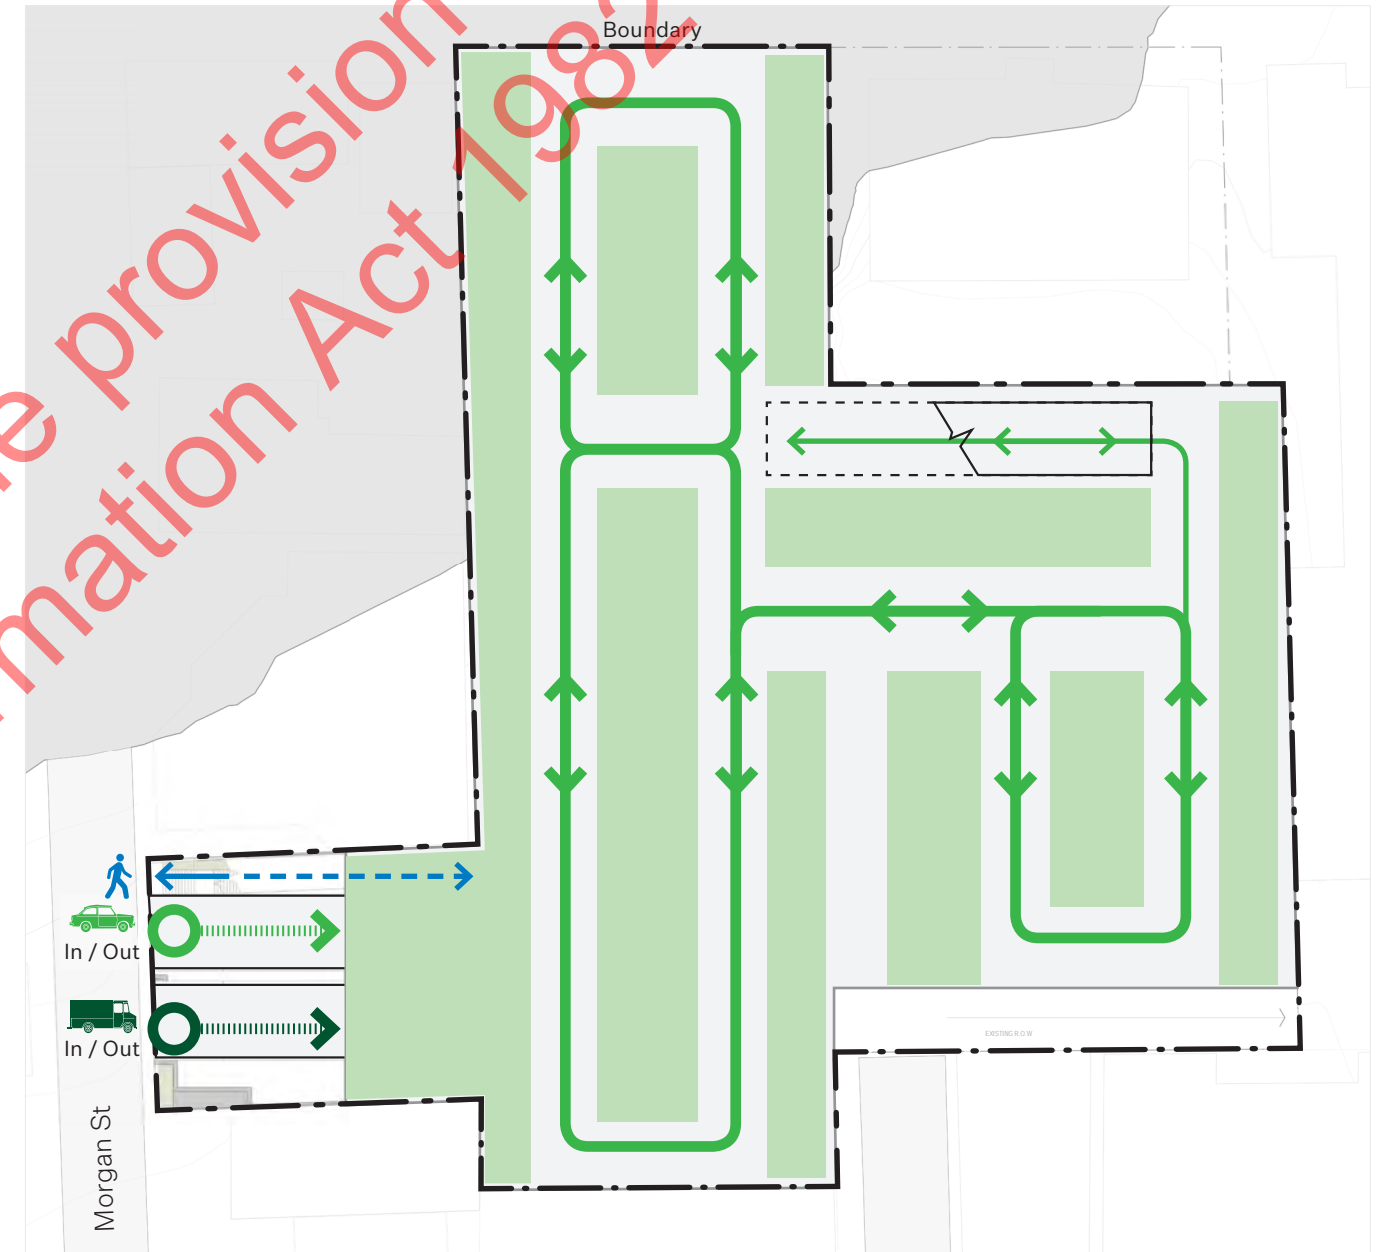 Boundary
e provision
mation Act 1982
In / Out
In / Out
Morgan St
EXISTING R.O.W